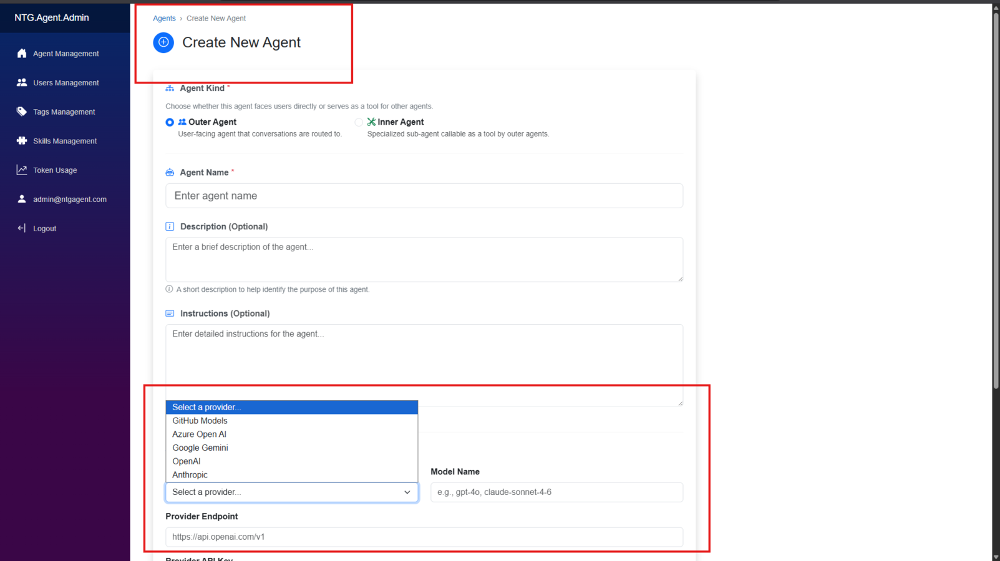 NTG.Agent.Admin
Agent Management
Users Management
Tags Management
Skills Management
Token Usage
admin@ntgagent.com
Logout
Agents › Create New Agent
Create New Agent
Agent Kind *
Choose whether this agent faces users directly or serves as a tool for other agents.
Outer Agent
User-facing agent that conversations are routed to.
Inner Agent
Specialized sub-agent callable as a tool by outer agents.
Agent Name *
Enter agent name
Description (Optional)
Enter a brief description of the agent...
A short description to help identify the purpose of this agent.
Instructions (Optional)
Enter detailed instructions for the agent...
Select a provider...
GitHub Models
Azure Open AI
Google Gemini
OpenAI
Anthropic
Select a provider...
Model Name
e.g., gpt-4o, claude-sonnet-4-6
Provider Endpoint
https://api.openai.com/v1
Provider API Key